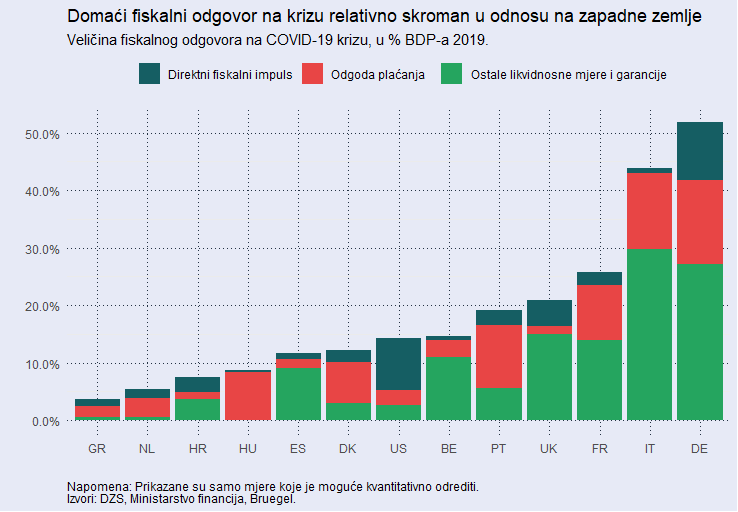 Domaći fiskalni odgovor na krizu relativno skroman u odnosu na zapadne zemlje
Veličina fiskalnog odgovora na COVID-19 krizu, u % BDP-a 2019.
Direktni fiskalni impuls Odgoda plaćanja Ostale likvidnosne mjere i garancije
50.0%
40.0%
30.0%
20.0%
10.0%
0.0%
GR NL HR HU ES DK US BE PT UK FR IT DE
Napomena: Prikazane su samo mjere koje je moguće kvantitativno odrediti.
Izvori: DZS, Ministarstvo financija, Bruegel.